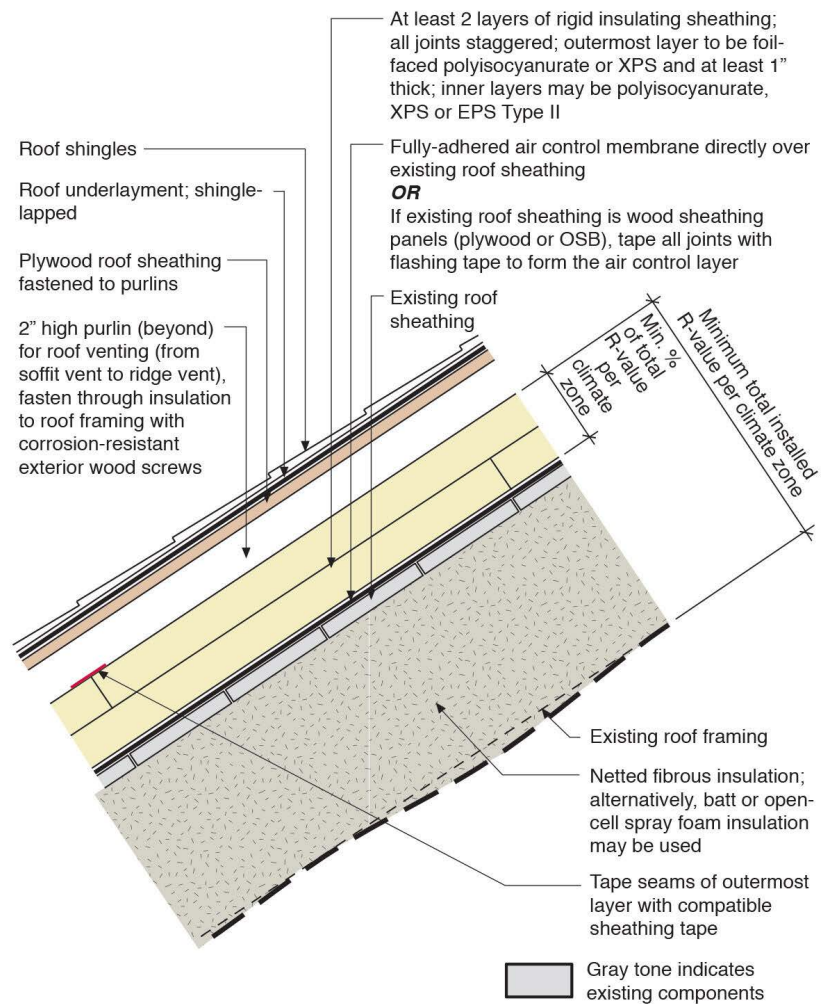 At least 2 layers of rigid insulating sheathing;
all joints staggered; outermost layer to be foil-
faced polyisocyanurate or XPS and at least 1”
thick; inner layers may be polyisocyanurate,
XPS or EPS Type II
Roof shingles
Fully-adhered air control membrane directly over
existing roof sheathing
OR
If existing roof sheathing is wood sheathing
panels (plywood or OSB), tape all joints with
flashing tape to form the air control layer
Roof underlayment; shingle-
lapped
Plywood roof sheathing
fastened to purlins
Existing roof
sheathing
2” high purlin (beyond)
for roof venting (from
soffit vent to ridge vent),
fasten through insulation
to roof framing with
corrosion-resistant
exterior wood screws
Min. %
of total
R-value
per
climate
zone
Minimum total installed
R-value per climate zone
Existing roof framing
Netted fibrous insulation;
alternatively, batt or open-
cell spray foam insulation
may be used
Tape seams of outermost
layer with compatible
sheathing tape
Gray tone indicates
existing components